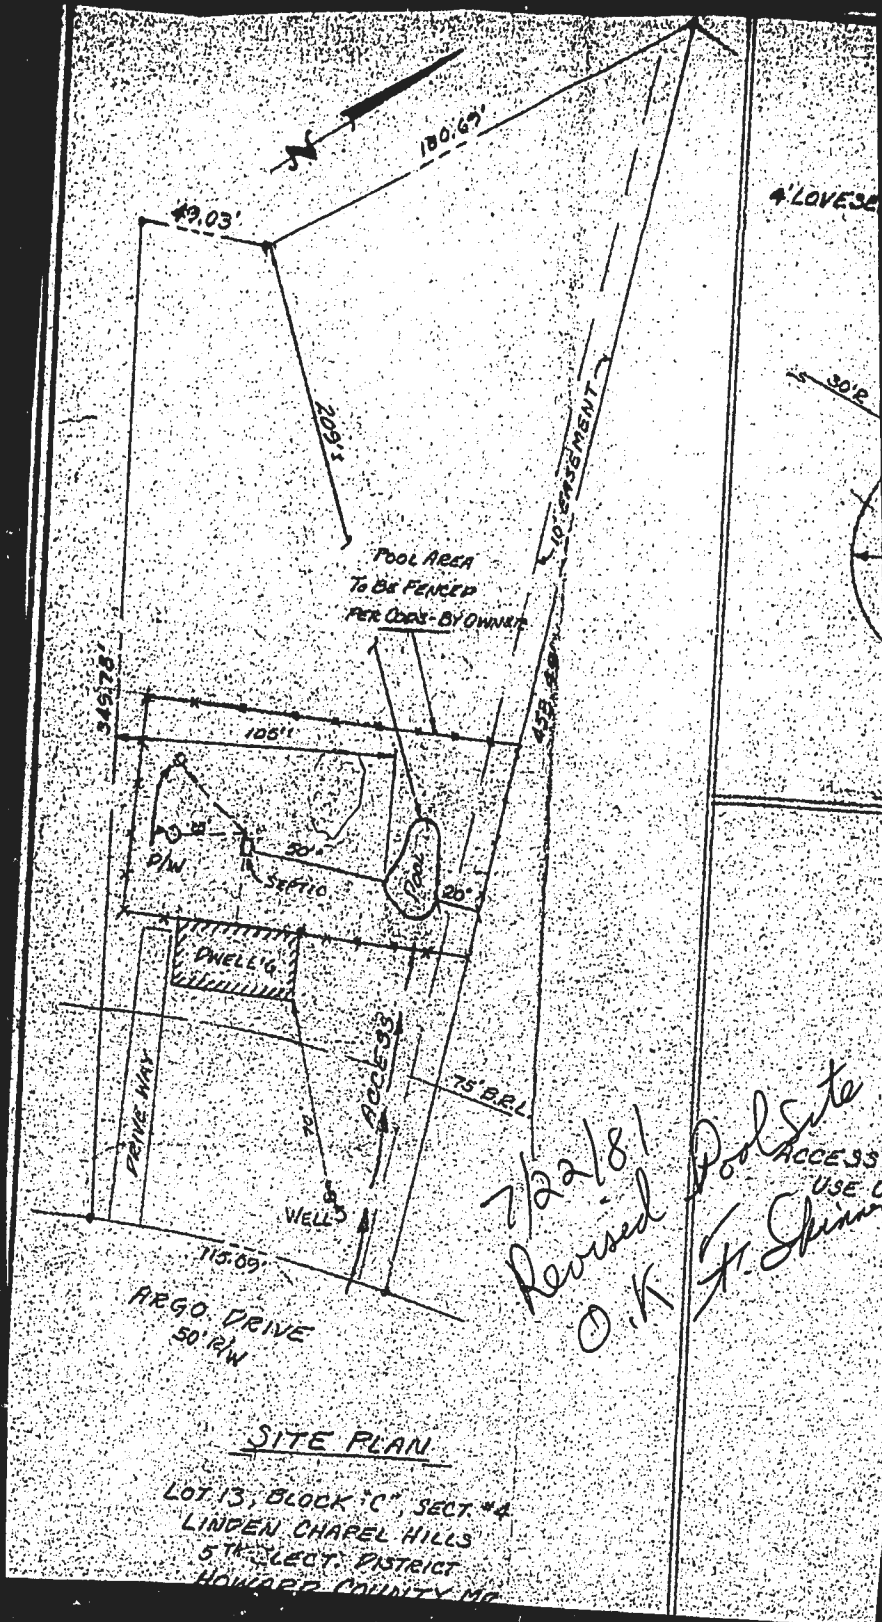 N
180.69'
49.03'
4' LOVESE
30'R
209'±
10' EASEMENT
POOL AREA
TO BE FENCED
PER CODE - BY OWNER
349.78'
105'±
50'±
D/W
SEPTIC
POOL
20'
DWELL'G
ACCESS
75' B.R.L.
DRIVE WAY
70'
WELL
115.09'
ARGO DRIVE
50' R/W
7/22/81
Revised Pool Site
O.K. F. Skinn
ACCESS
USE
SITE PLAN
LOT 13, BLOCK "C", SECT. #4
LINDEN CHAPEL HILLS
5TH ELECT. DISTRICT
HOWARD COUNTY MD